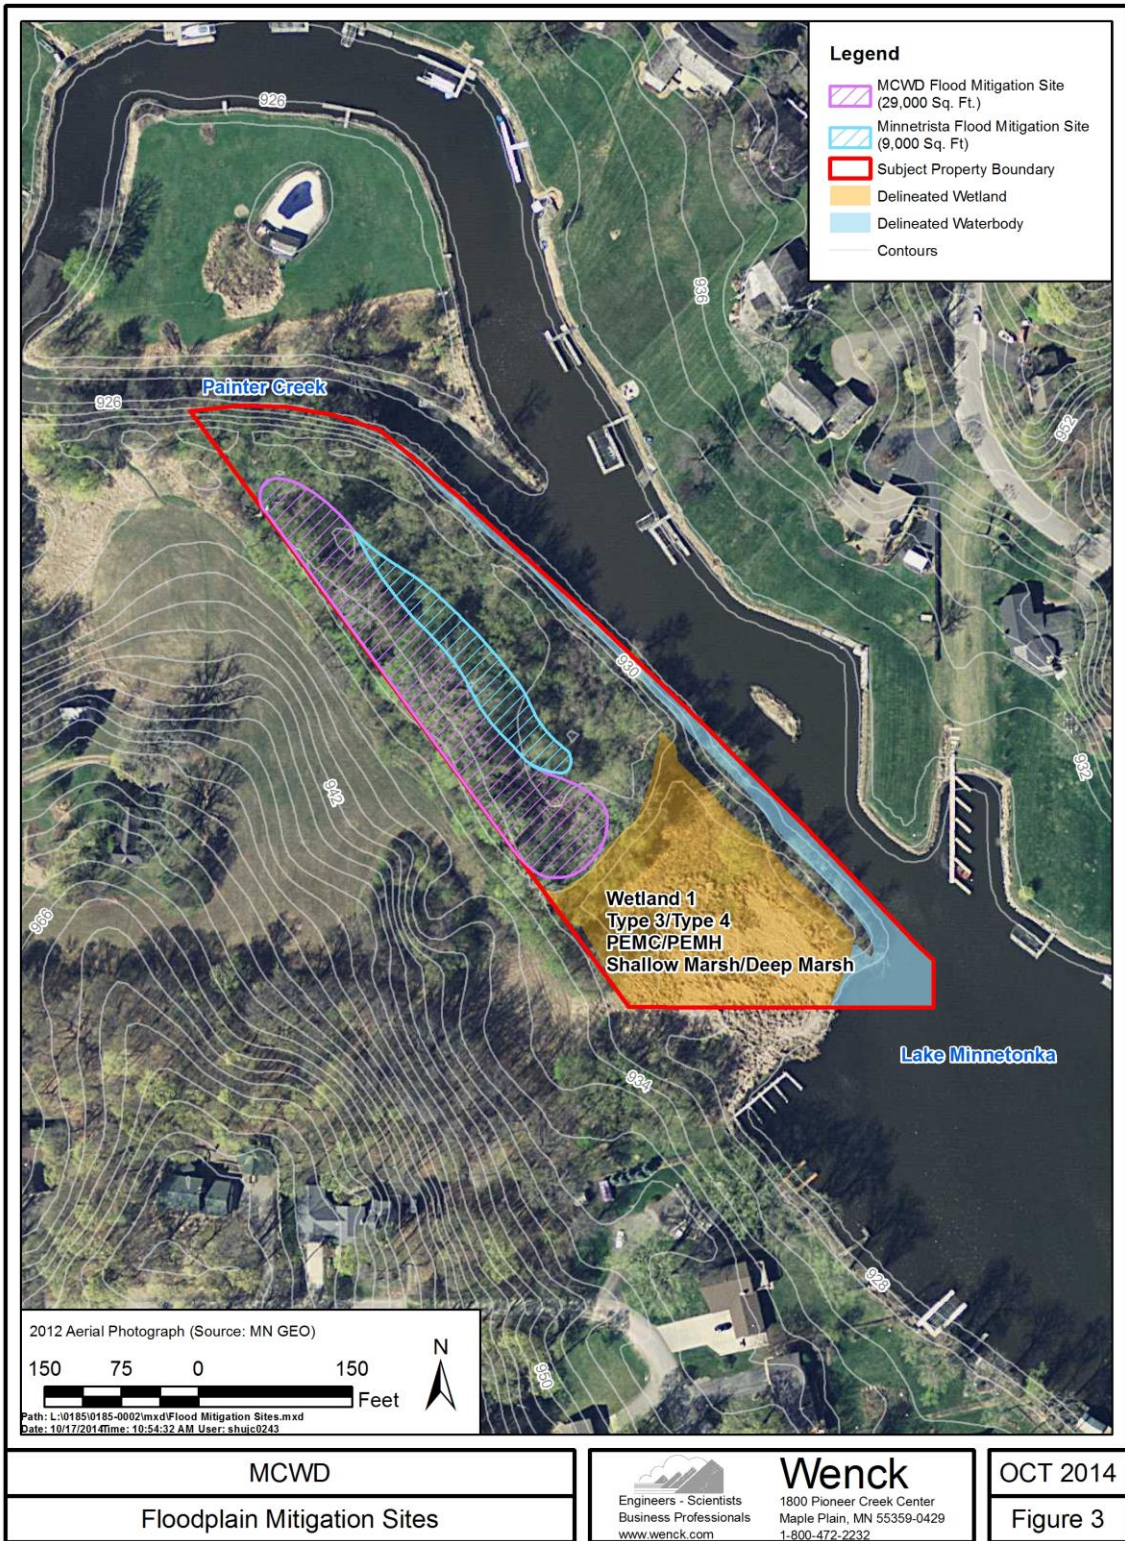 Legend
MCWD Flood Mitigation Site
(29,000 Sq. Ft.)
Minnetrista Flood Mitigation Site
(9,000 Sq. Ft)
Subject Property Boundary
Delineated Wetland
Delineated Waterbody
Contours
926
936
Painter Creek
926
952
930
932
942
966
Wetland 1
Type 3/Type 4
PEMC/PEMH
Shallow Marsh/Deep Marsh
Lake Minnetonka
934
928
950
2012 Aerial Photograph (Source: MN GEO)
N
150 75 0 150
Feet
Path: L:\0185\0185-0002\mxd\Flood Mitigation Sites.mxd
Date: 10/17/2014Time: 10:54:32 AM User: shujc0243
MCWD
Floodplain Mitigation Sites
Engineers - Scientists
Business Professionals
www.wenck.com
Wenck
1800 Pioneer Creek Center
Maple Plain, MN 55359-0429
1-800-472-2232
OCT 2014
Figure 3